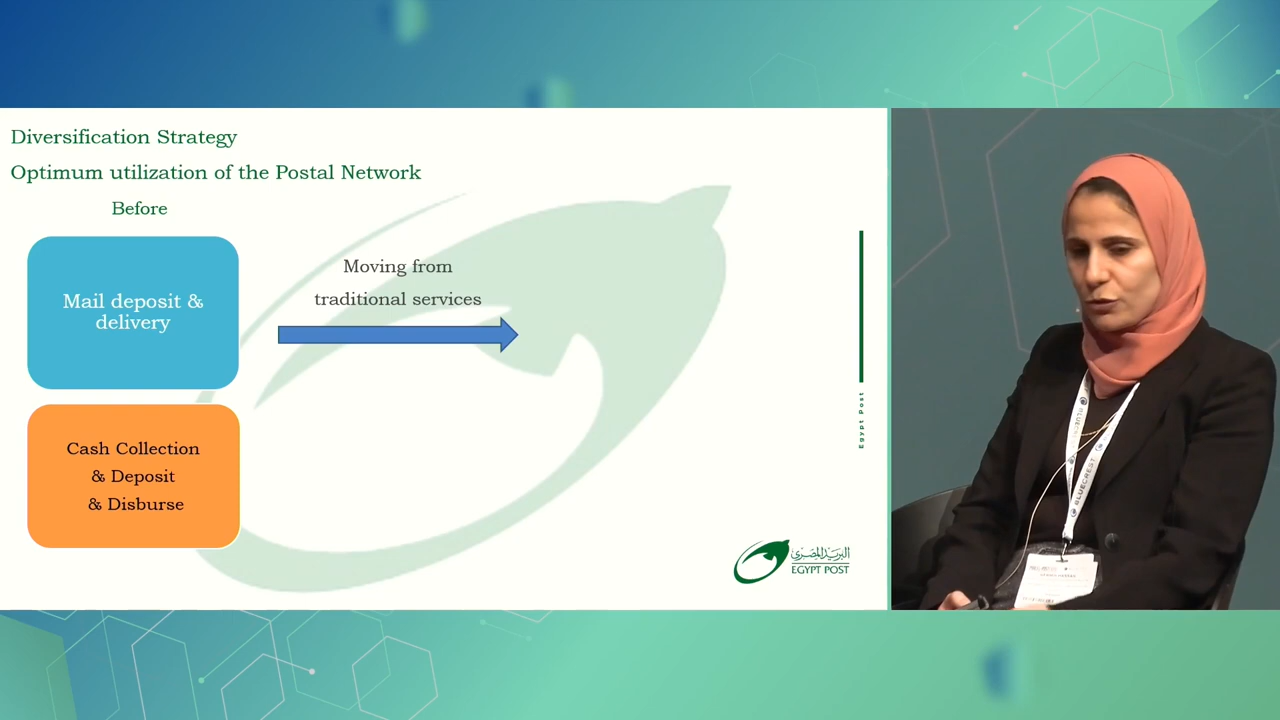 Diversification Strategy
Optimum utilization of the Postal Network
Before
Mail deposit &
delivery
Moving from
traditional services
Cash Collection
& Deposit
& Disburse
Egypt Post
البريد المصري
EGYPT POST
BLUECREST